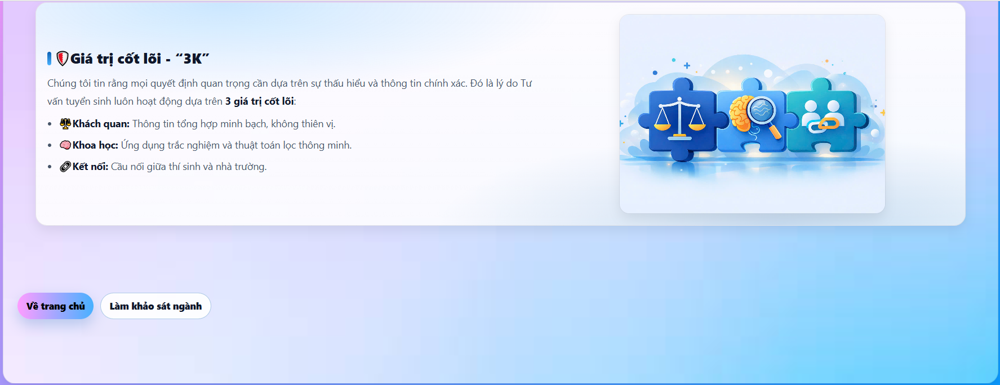 Giá trị cốt lõi - “3K”
Chúng tôi tin rằng mọi quyết định quan trọng cần dựa trên sự thấu hiểu và thông tin chính xác. Đó là lý do Tư
vấn tuyển sinh luôn hoạt động dựa trên 3 giá trị cốt lõi:
Khách quan: Thông tin tổng hợp minh bạch, không thiên vị.
Khoa học: Ứng dụng trắc nghiệm và thuật toán lọc thông minh.
Kết nối: Cầu nối giữa thí sinh và nhà trường.
Về trang chủ
Làm khảo sát ngành